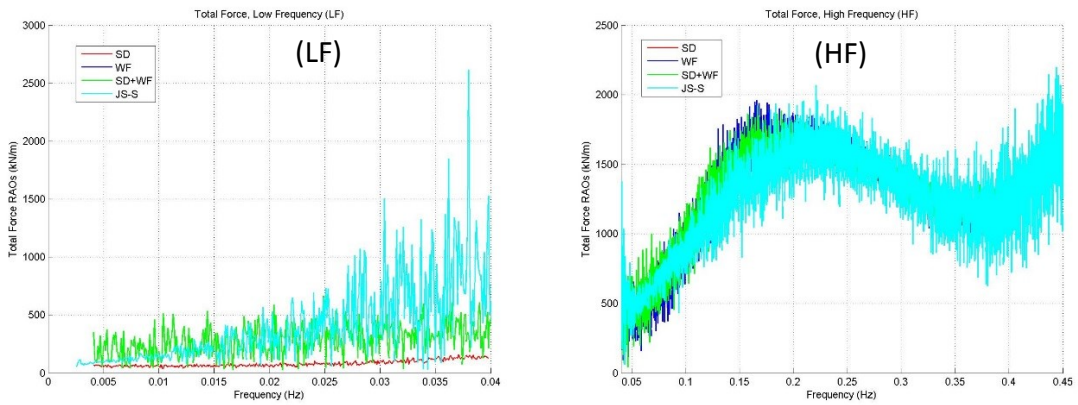 Total Force, Low Frequency (LF)
3000
2500
2000
1500
1000
500
0
Total Force RAOs (kN/m)
(LF)
SD
WF
SD+WF
JS-S
0 0.005 0.01 0.015 0.02 0.025 0.03 0.035 0.04
Frequency (Hz)
Total Force, High Frequency (HF)
2500
2000
1500
1000
500
0
Total Force RAOs (kN/m)
(HF)
SD
WF
SD+WF
JS-S
0.05 0.1 0.15 0.2 0.25 0.3 0.35 0.4 0.45
Frequency (Hz)